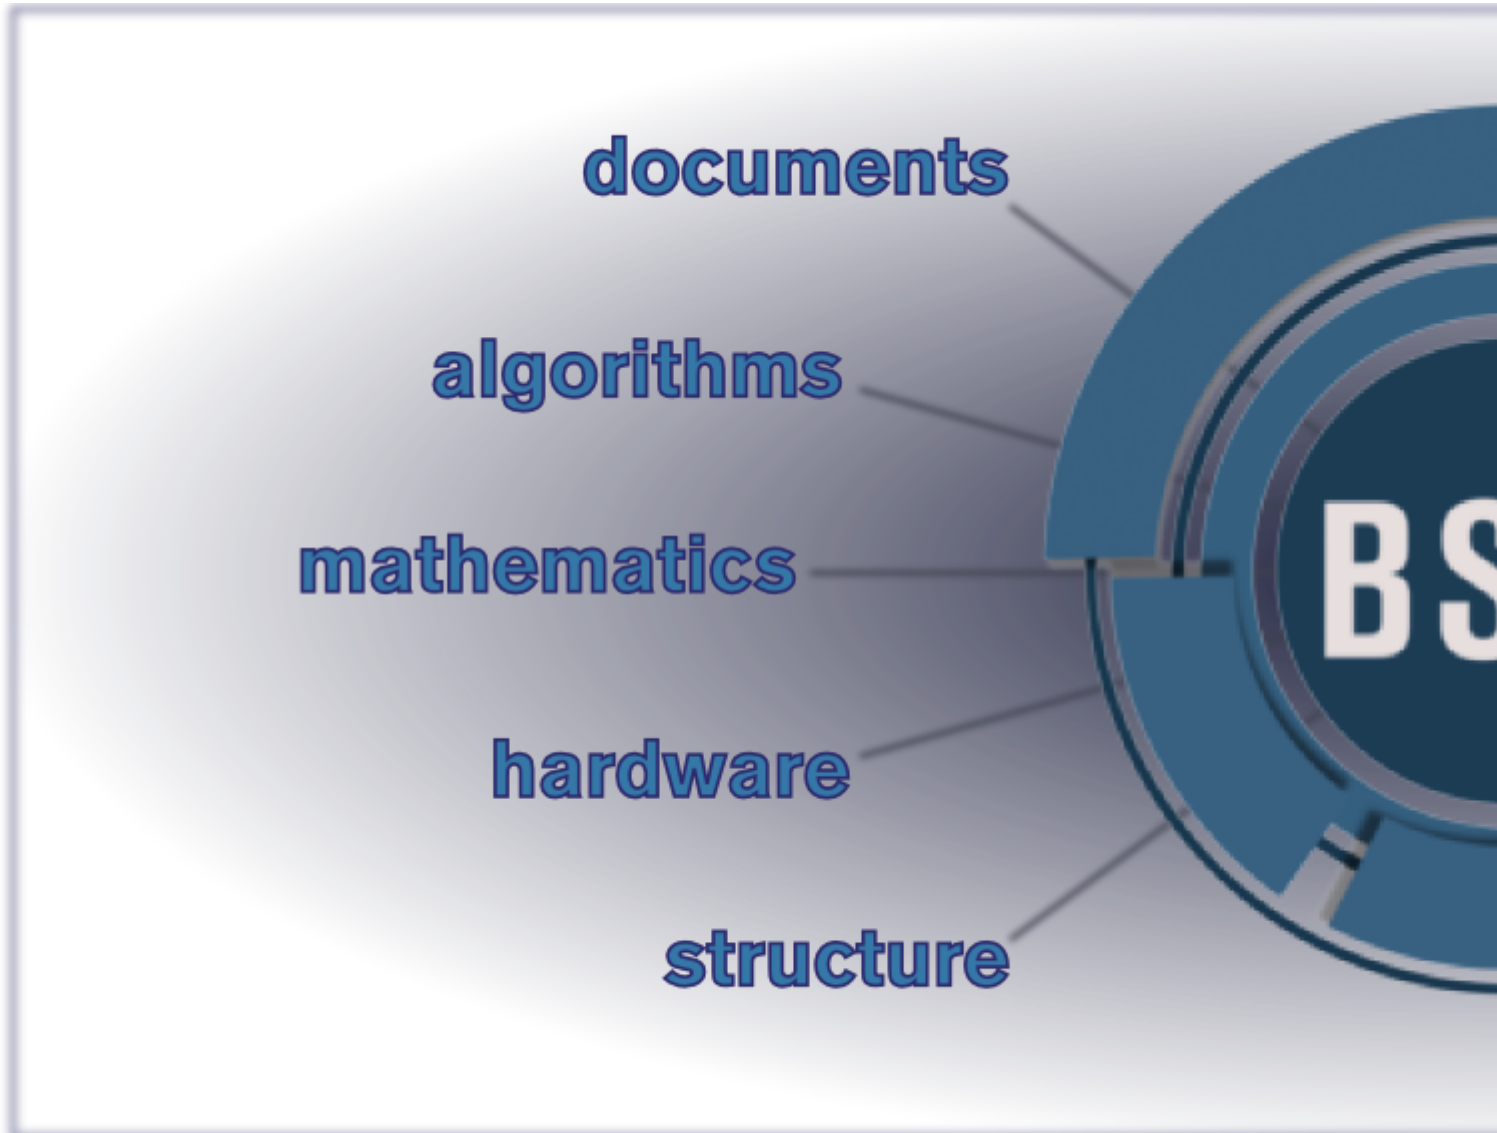 documents
algorithms
mathematics
BS
hardware
structure